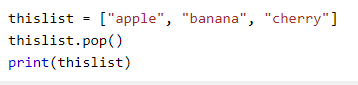 thislist = ["apple", "banana", "cherry"]
thislist.pop()
print(thislist)